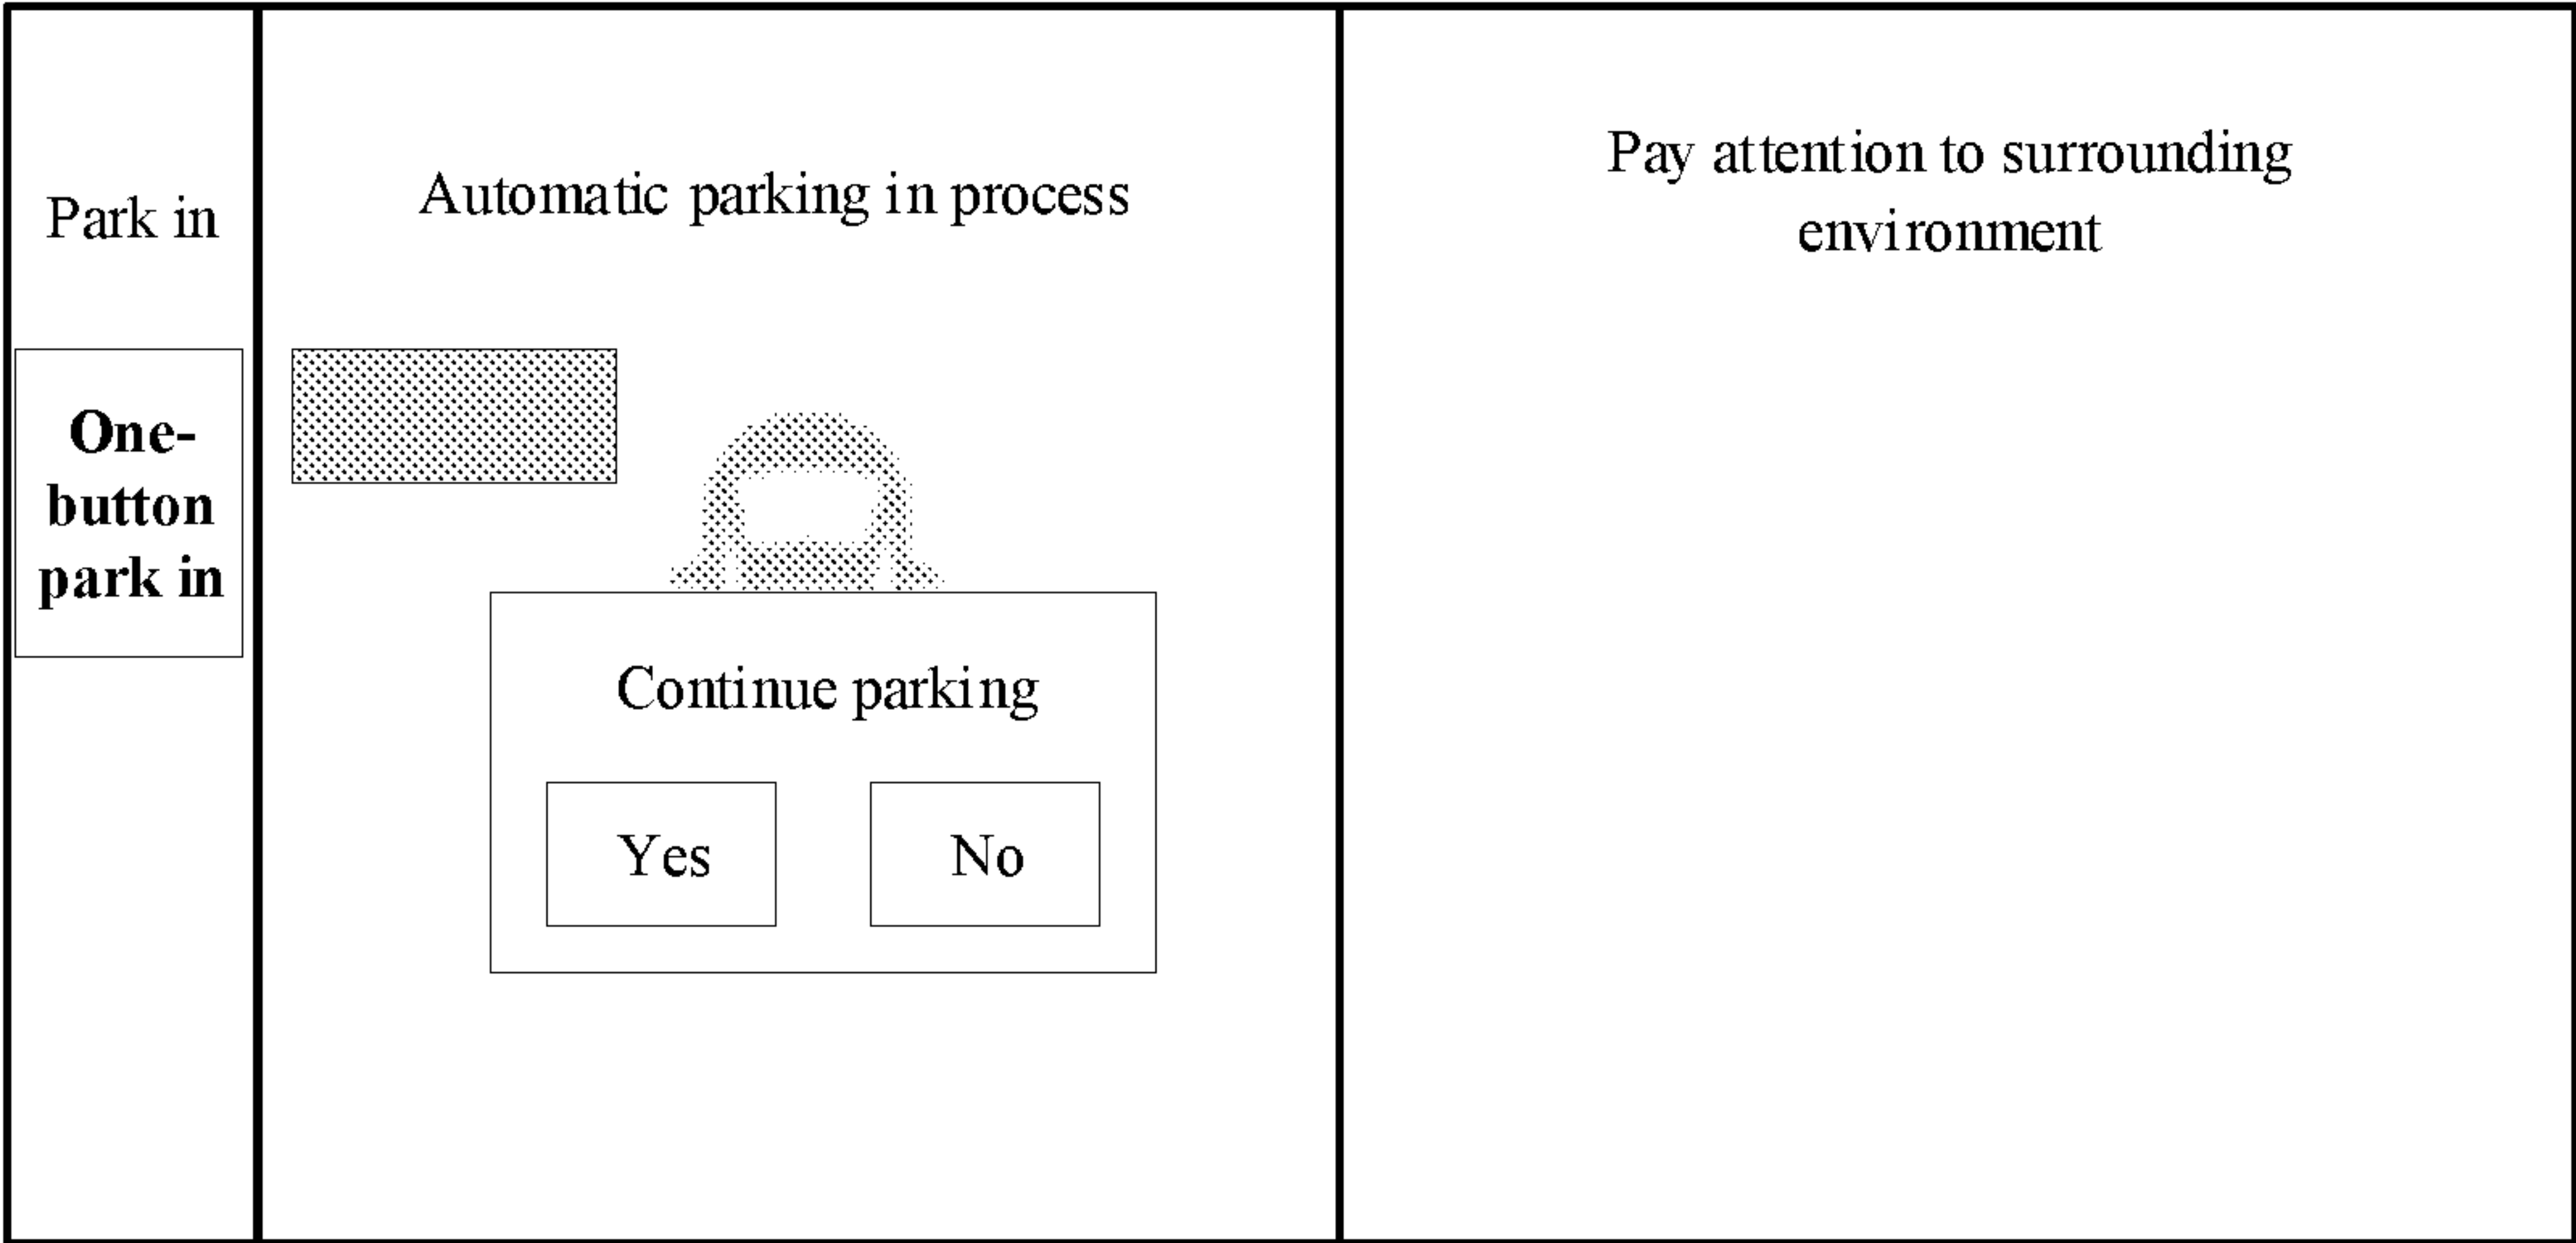 Park in
One-
button
park in
Automatic parking in process
Continue parking
Yes
No
Pay attention to surrounding
environment